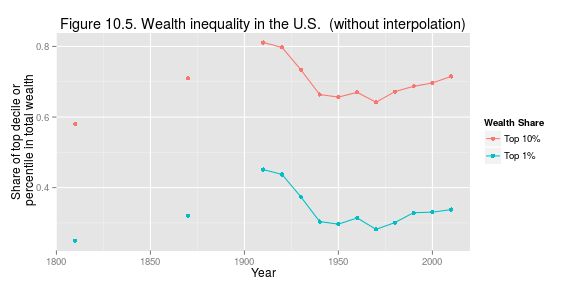 Figure 10.5. Wealth inequality in the U.S.  (without interpolation)
Share of top decile or
percentile in total wealth
0.8
0.6
0.4
1800
1850
1900
1950
2000
Year
Wealth Share
Top 10%
Top 1%